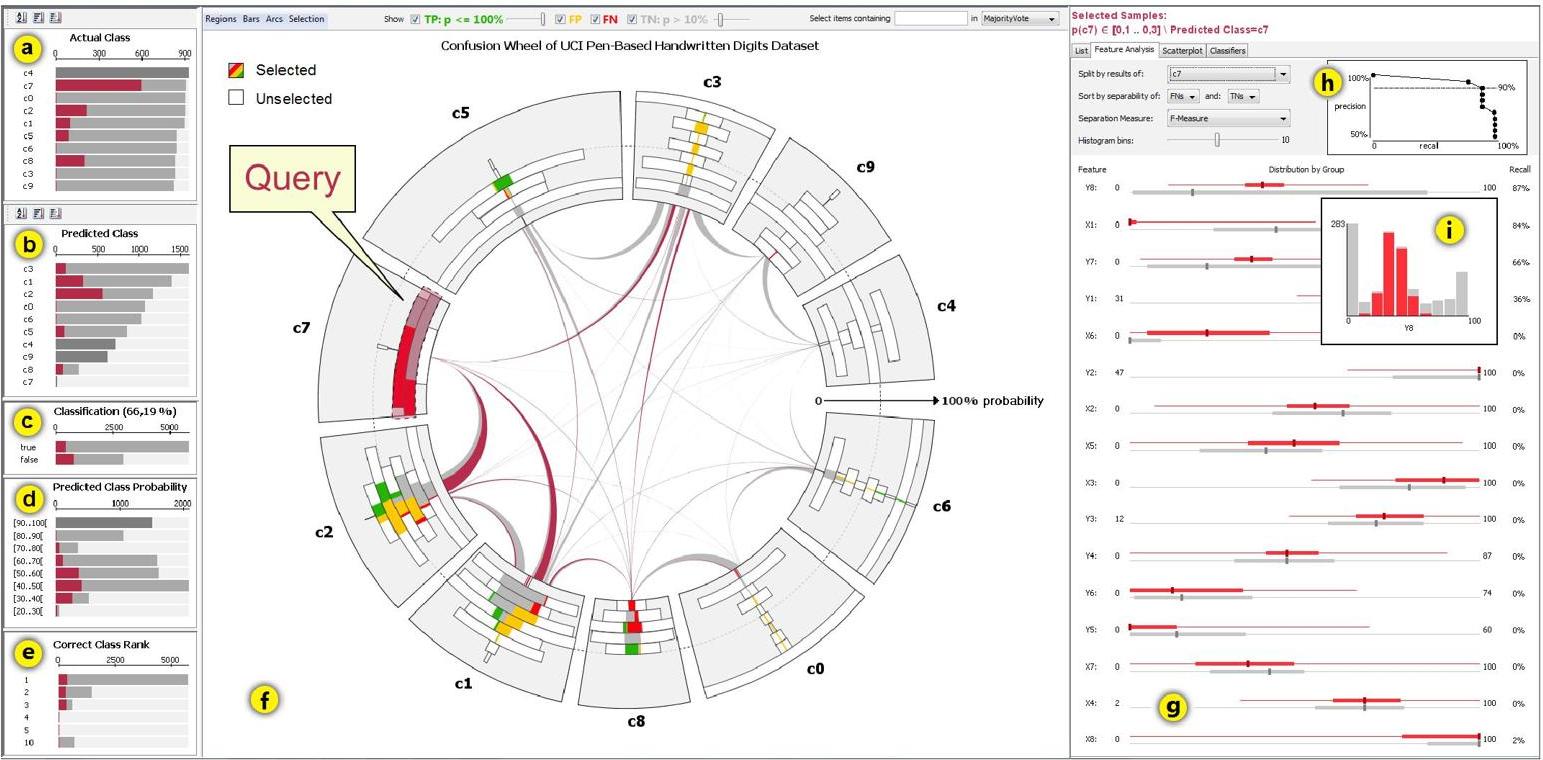 Actual Class
a
0 300 600 900
c4
c7
c0
c2
c1
c5
c6
c8
c3
c9
b
Predicted Class
0 500 1000 1500
c3
c1
c2
c0
c6
c5
c4
c9
c8
c7
c
Classification (66,19 %)
0 2500 5000
true
false
d
Predicted Class Probability
0 1000 2000
[90..100[
[80..90[
[70..80[
[60..70[
[50..60[
[40..50[
[30..40[
[20..30[
e
Correct Class Rank
0 2500 5000
1
2
3
4
5
10
Regions Bars Arcs Selection
Show TP: p <= 100% FP FN TN: p > 10%
Select items containing in MajorityVote
Confusion Wheel of UCI Pen-Based Handwritten Digits Dataset
Selected
Unselected
Query
c3
c9
c4
c6
c0
c8
c1
c2
c7
c5
0 100% probability
f
Selected Samples:
p(c7) ∈ [0,1 .. 0,3] \ Predicted Class=c7
List Feature Analysis Scatterplot Classifiers
Split by results of: c7
Sort by separability of: FNs and: TNs
Separation Measure: F-Measure
Histogram bins: 10
h
100%
90%
precision
50%
0 recall 100%
Feature Distribution by Group Recall
Y8: 0 100 87%
X1: 0 84%
Y7: 0 66%
Y1: 31 36%
X6: 0 0%
Y2: 47 100 0%
X2: 0 100 0%
X5: 0 100 0%
X3: 0 100 0%
Y3: 12 100 0%
Y4: 0 87 0%
Y6: 0 74 0%
Y5: 0 60 0%
X7: 0 100 0%
X4: 2 100 0%
X8: 0 100 2%
g
283
i
0 Y8 100